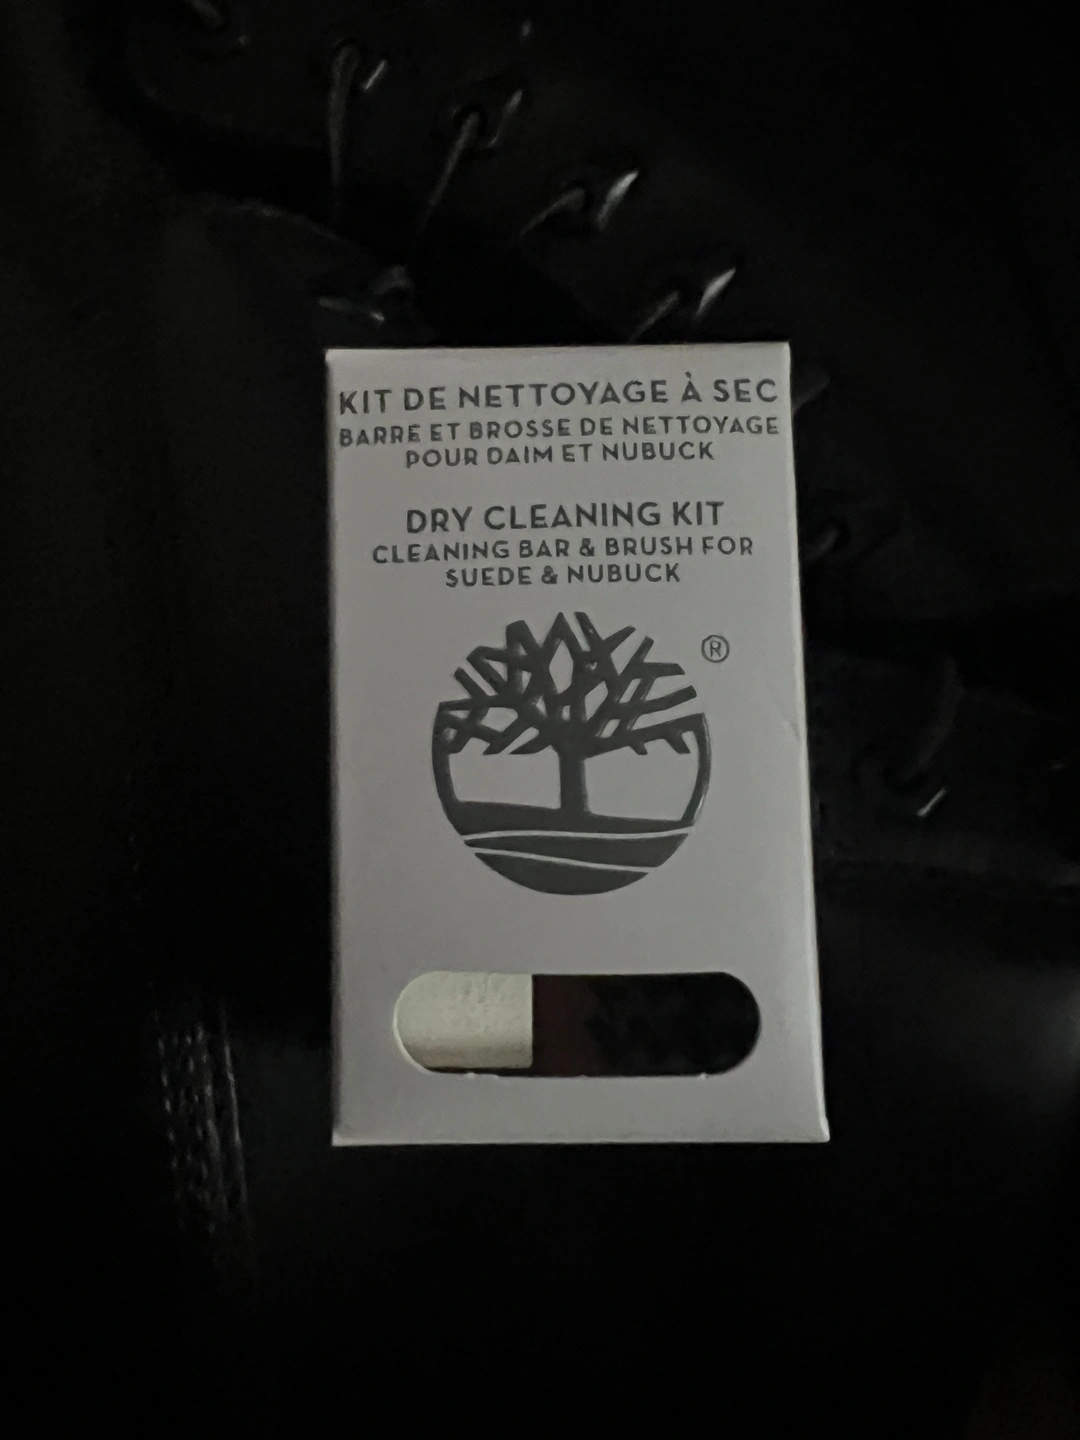 KIT DE NETTOYAGE À SEC
BARRE ET BROSSE DE NETTOYAGE
POUR DAIM ET NUBUCK
DRY CLEANING KIT
CLEANING BAR & BRUSH FOR
SUEDE & NUBUCK
®